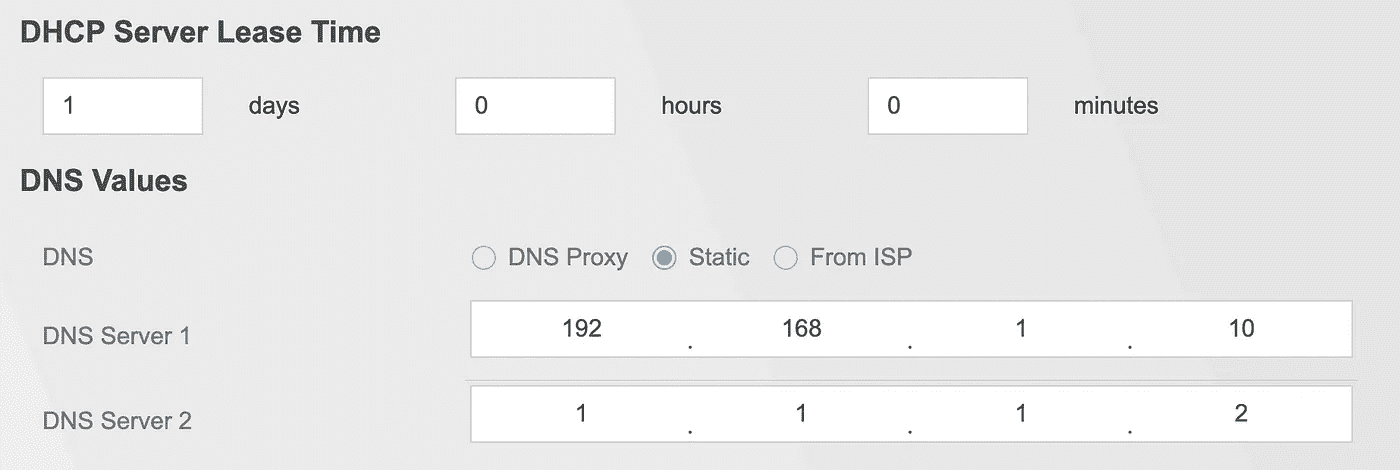 DHCP Server Lease Time
1 days 0 hours 0 minutes
DNS Values
DNS DNS Proxy Static From ISP
DNS Server 1 192 . 168 . 1 . 10
DNS Server 2 1 . 1 . 1 . 2